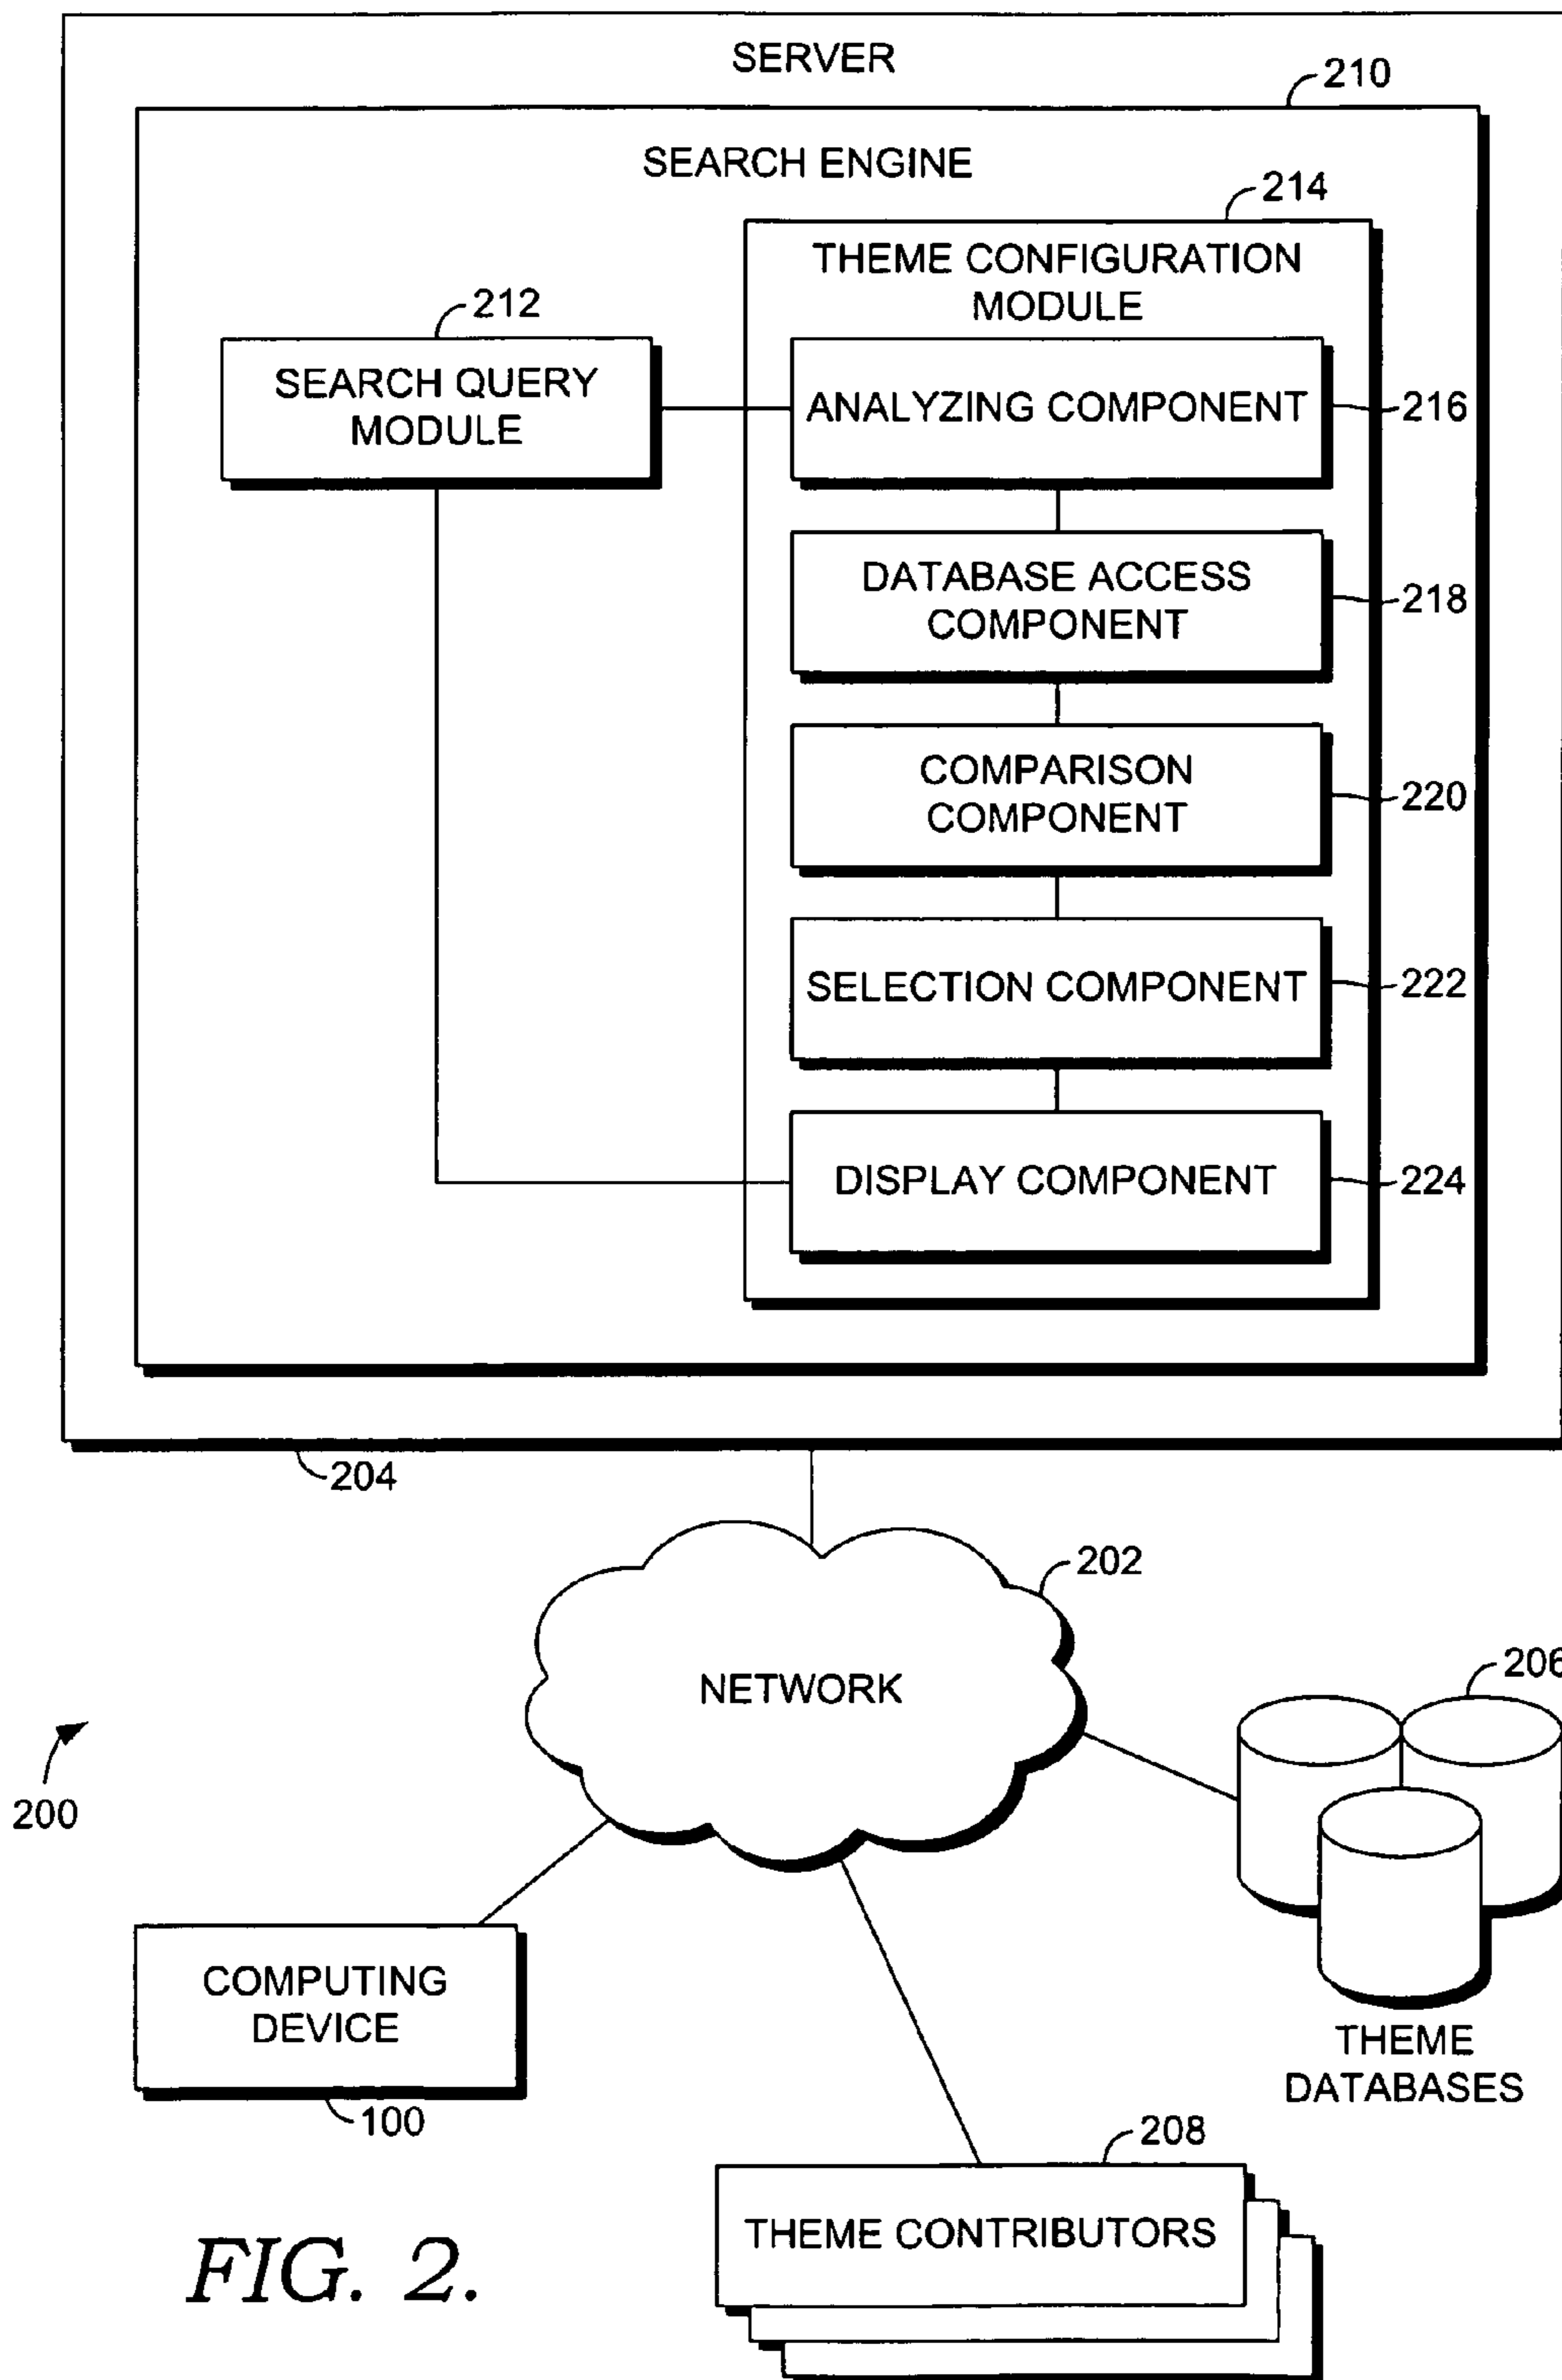 SERVER
210
SEARCH ENGINE
214
THEME CONFIGURATION
MODULE
212
SEARCH QUERY
MODULE
ANALYZING COMPONENT
216
DATABASE ACCESS
COMPONENT
218
COMPARISON
COMPONENT
220
SELECTION COMPONENT
222
DISPLAY COMPONENT
224
204
202
NETWORK
206
200
COMPUTING
DEVICE
100
THEME
DATABASES
208
THEME CONTRIBUTORS
FIG. 2.